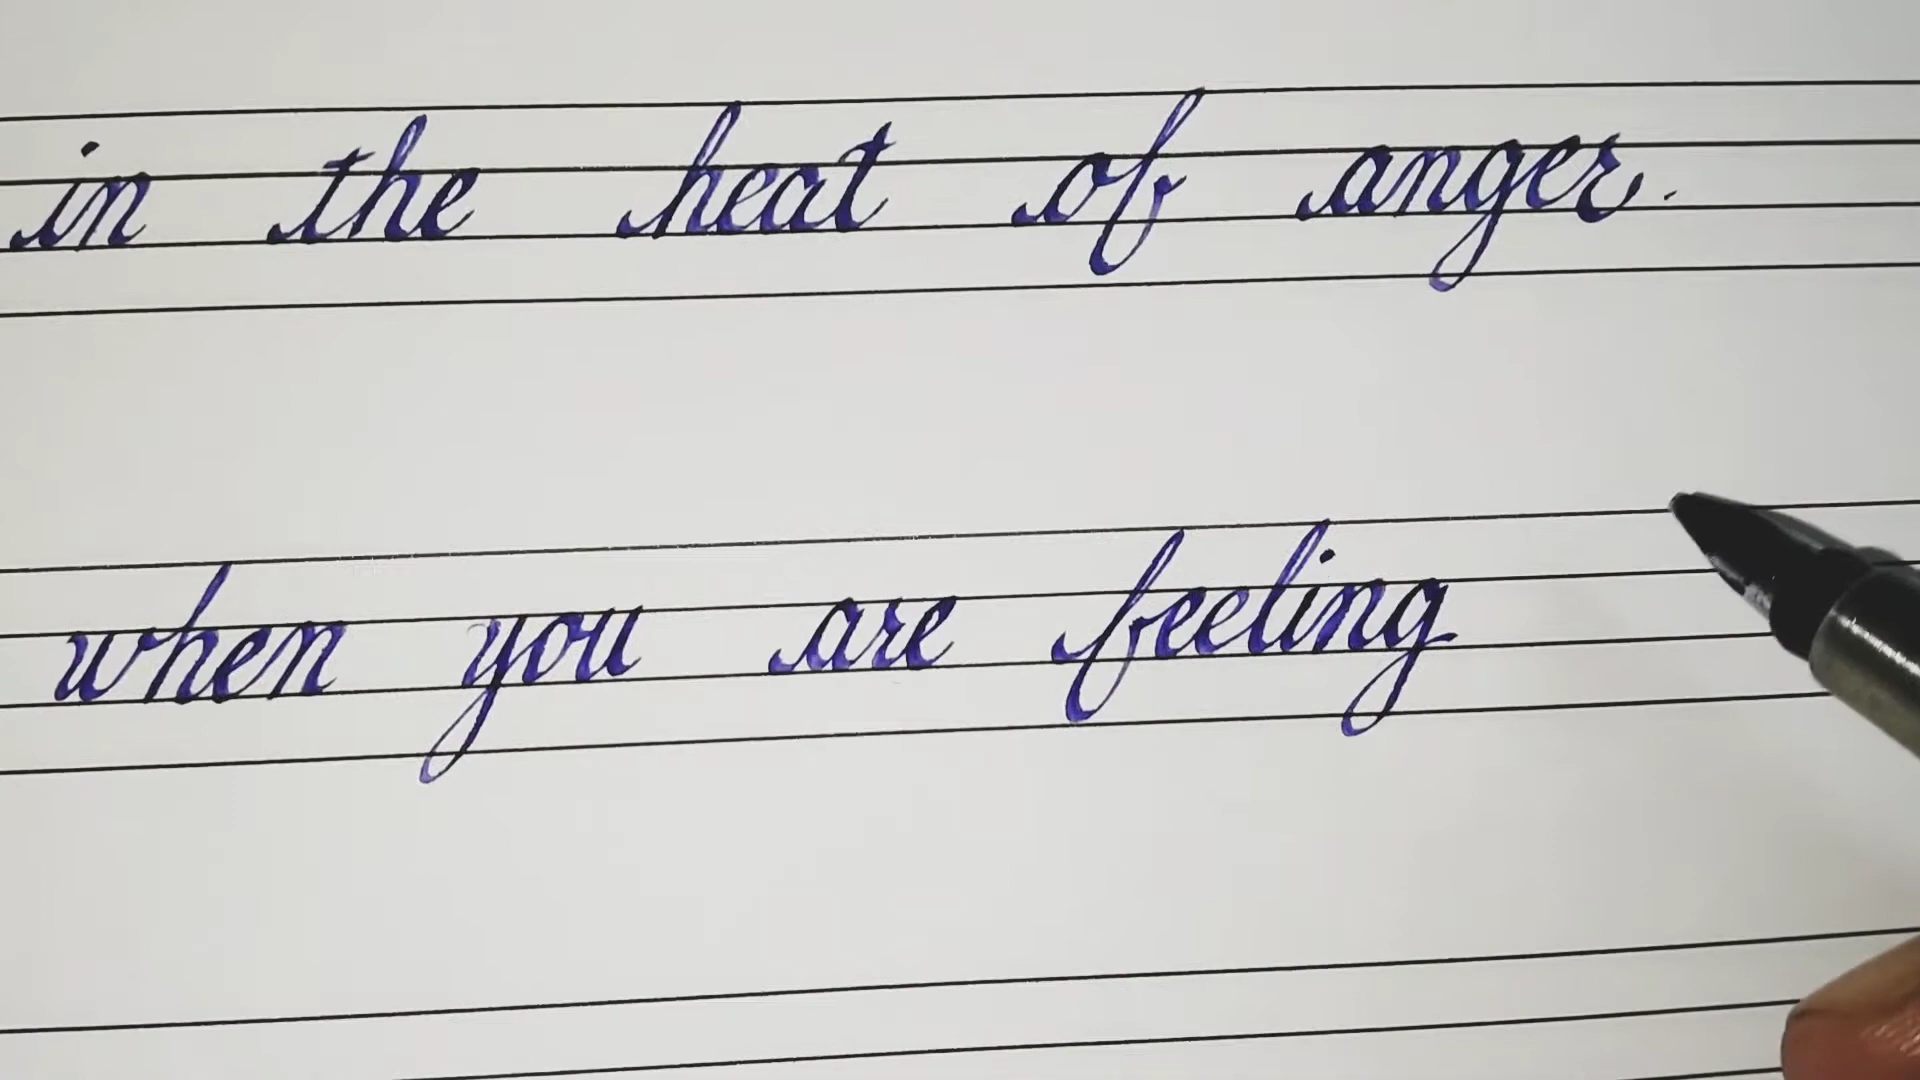 in the heat of anger.
when you are feeling